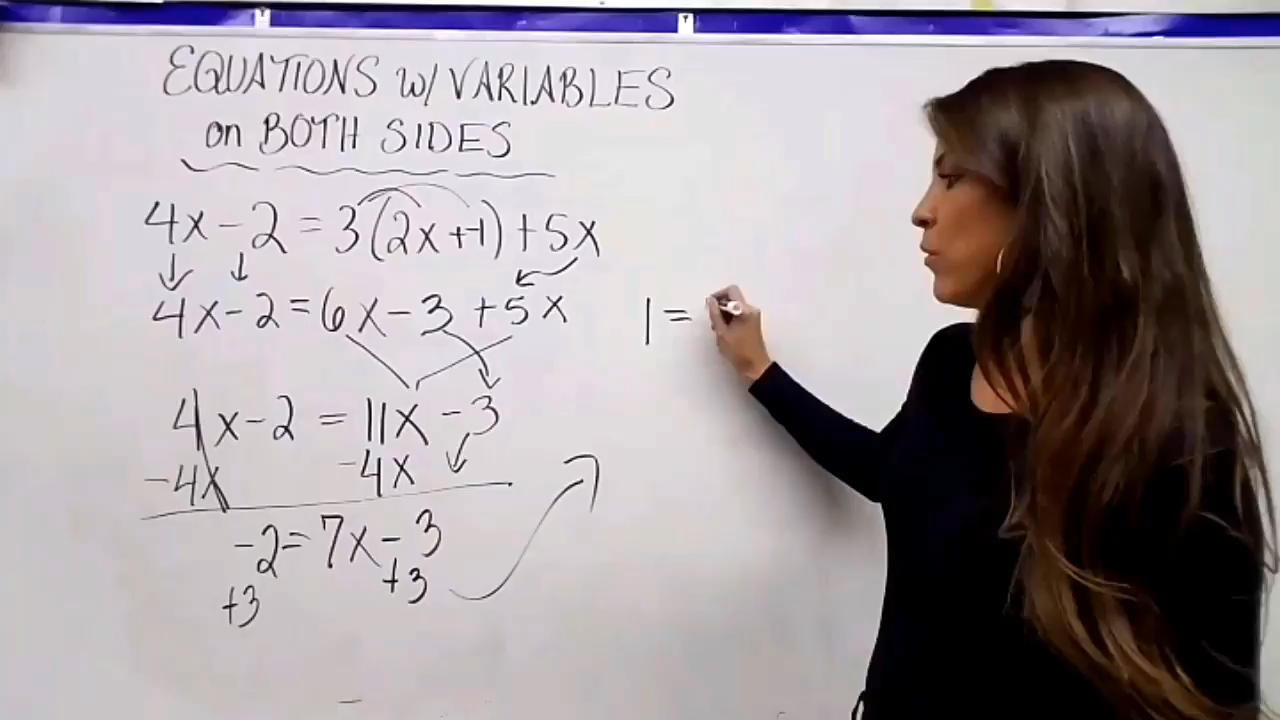 EQUATIONS w/ VARIABLES
on BOTH SIDES
4x - 2 = 3(2x + -1) + 5x
4x - 2 = 6x - 3 + 5x
4x - 2 = 11x - 3
-4x -4x
-2 = 7x - 3
+3 +3
1 =